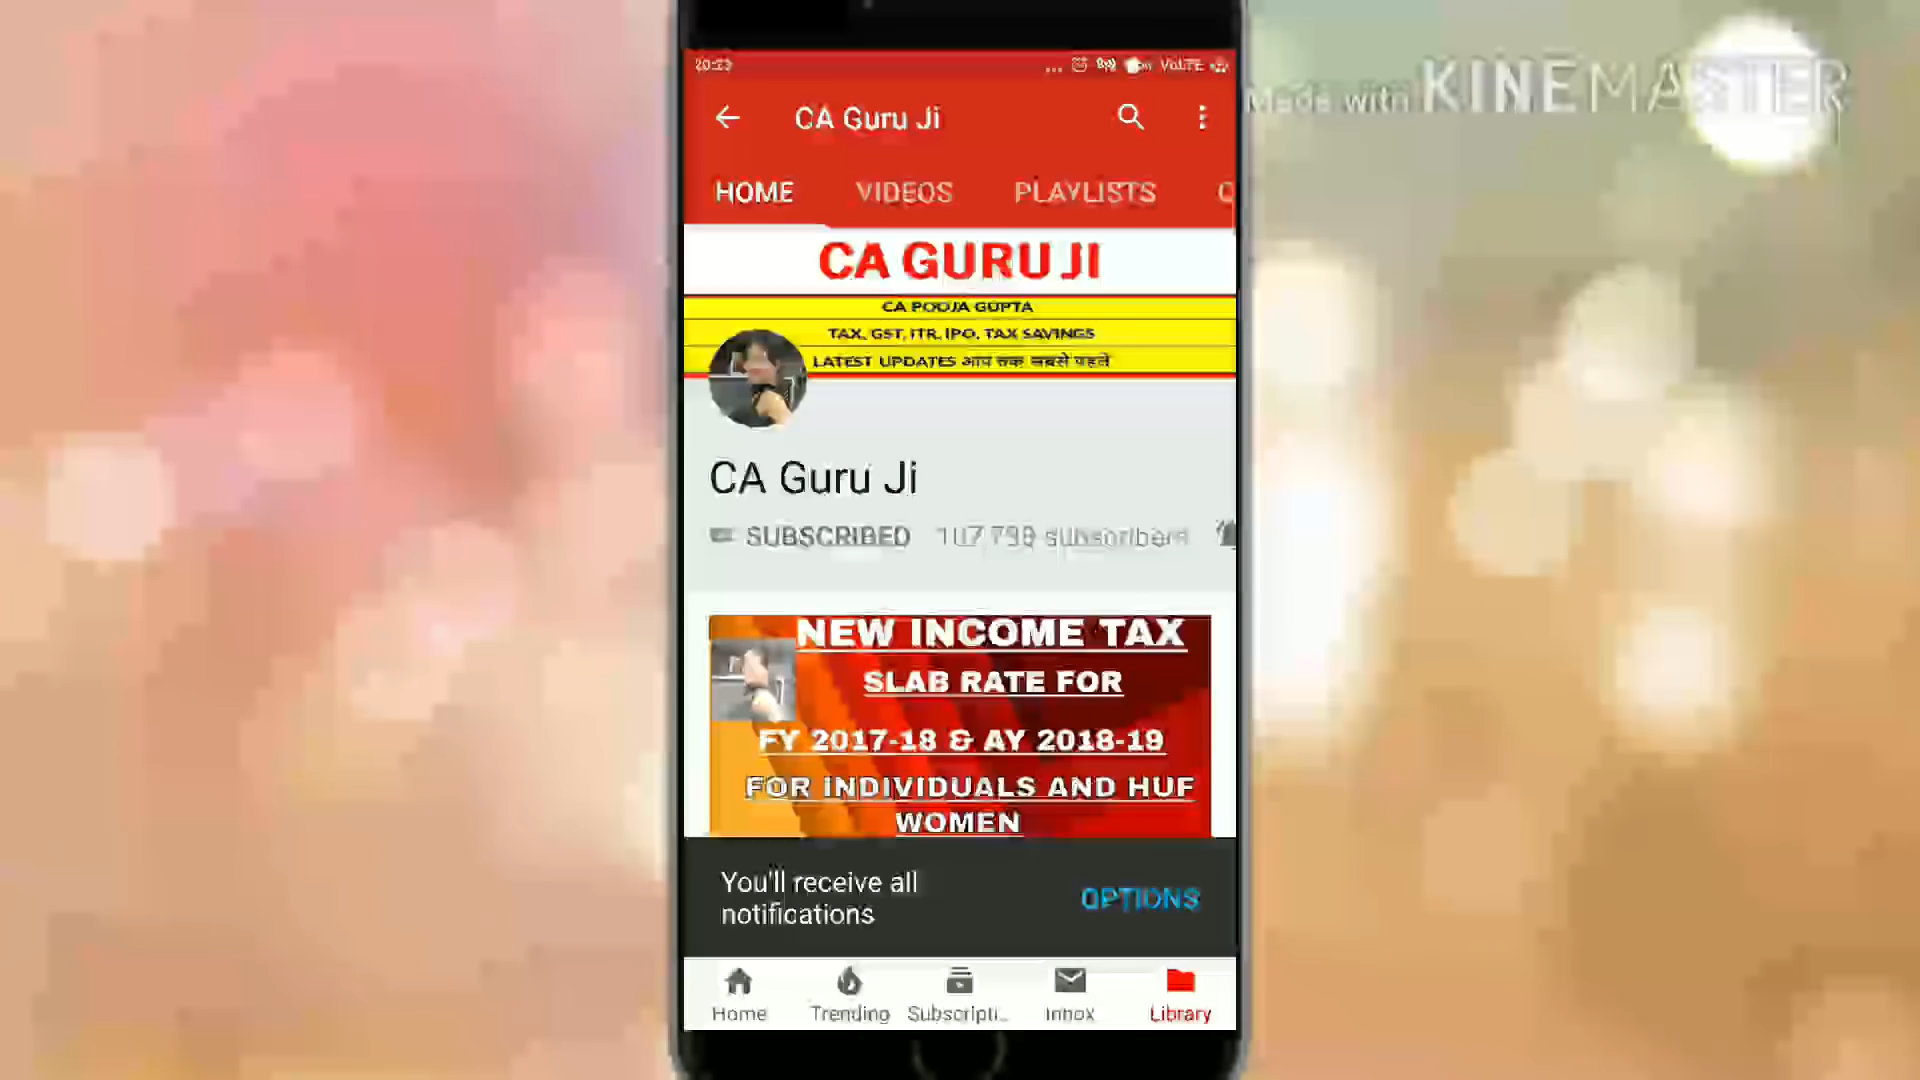 20:23
VoLTE
Made with KINEMASTER
CA Guru Ji
HOME VIDEOS PLAYLISTS
CA GURU JI
CA POOJA GUPTA
TAX, GST, ITR, IPO, TAX SAVINGS
LATEST UPDATES आप तक सबसे पहले
CA Guru Ji
SUBSCRIBED subscribers
NEW INCOME TAX
SLAB RATE FOR
FY 2017-18 & AY 2018-19
FOR INDIVIDUALS AND HUF
WOMEN
You'll receive all
notifications
OPTIONS
Home Trending Subscripti... Inbox Library